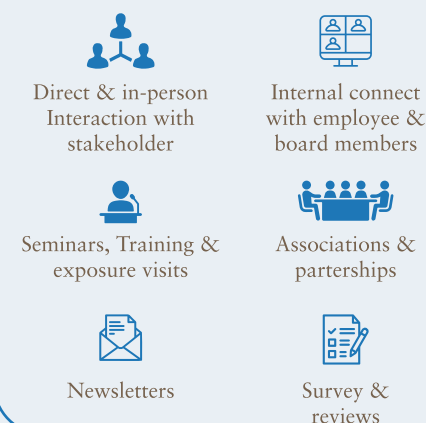 Direct & in-person
Interaction with
stakeholder
Internal connect
with employee &
board members
Seminars, Training &
exposure visits
Associations &
parterships
Newsletters
Survey &
reviews